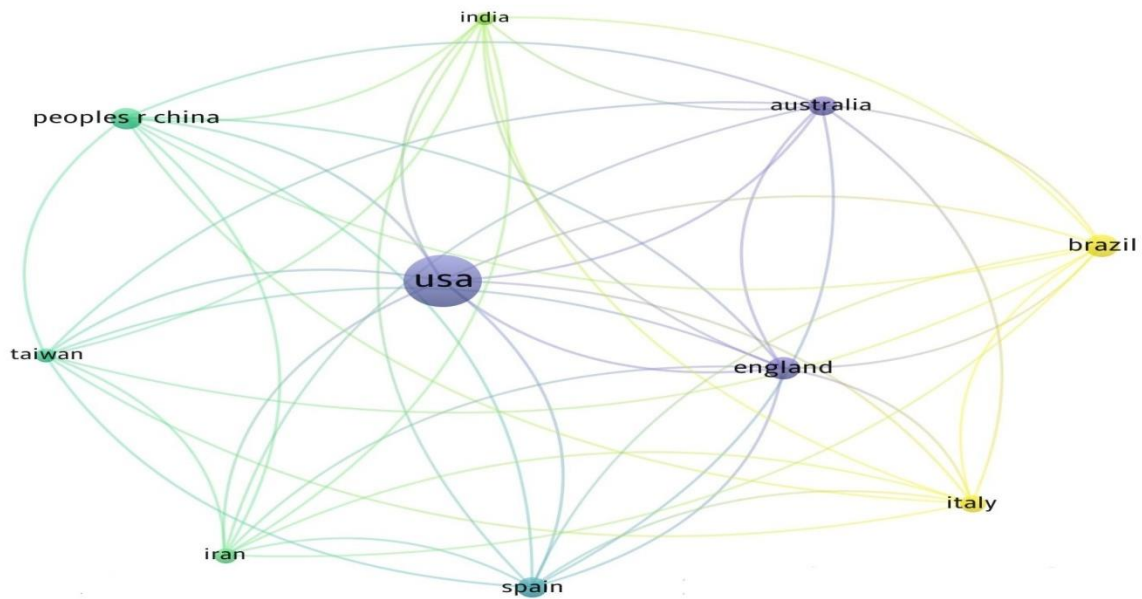 india
australia
peoples r china
brazil
usa
taiwan
england
italy
iran
spain